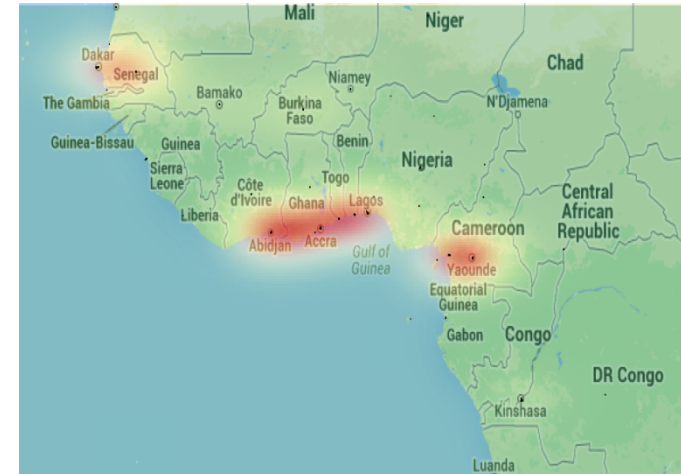 Mali
Niger
Chad
Dakar
Senegal
Niamey
The Gambia
Bamako
N'Djamena
Burkina
Faso
Guinea-Bissau
Guinea
Benin
Nigeria
Sierra
Leone
Togo
Côte
d'Ivoire
Ghana
Lagos
Central
African
Republic
Liberia
Cameroon
Abidjan
Accra
Gulf of
Guinea
Yaounde
Equatorial
Guinea
Gabon
Congo
DR Congo
Kinshasa
Luanda